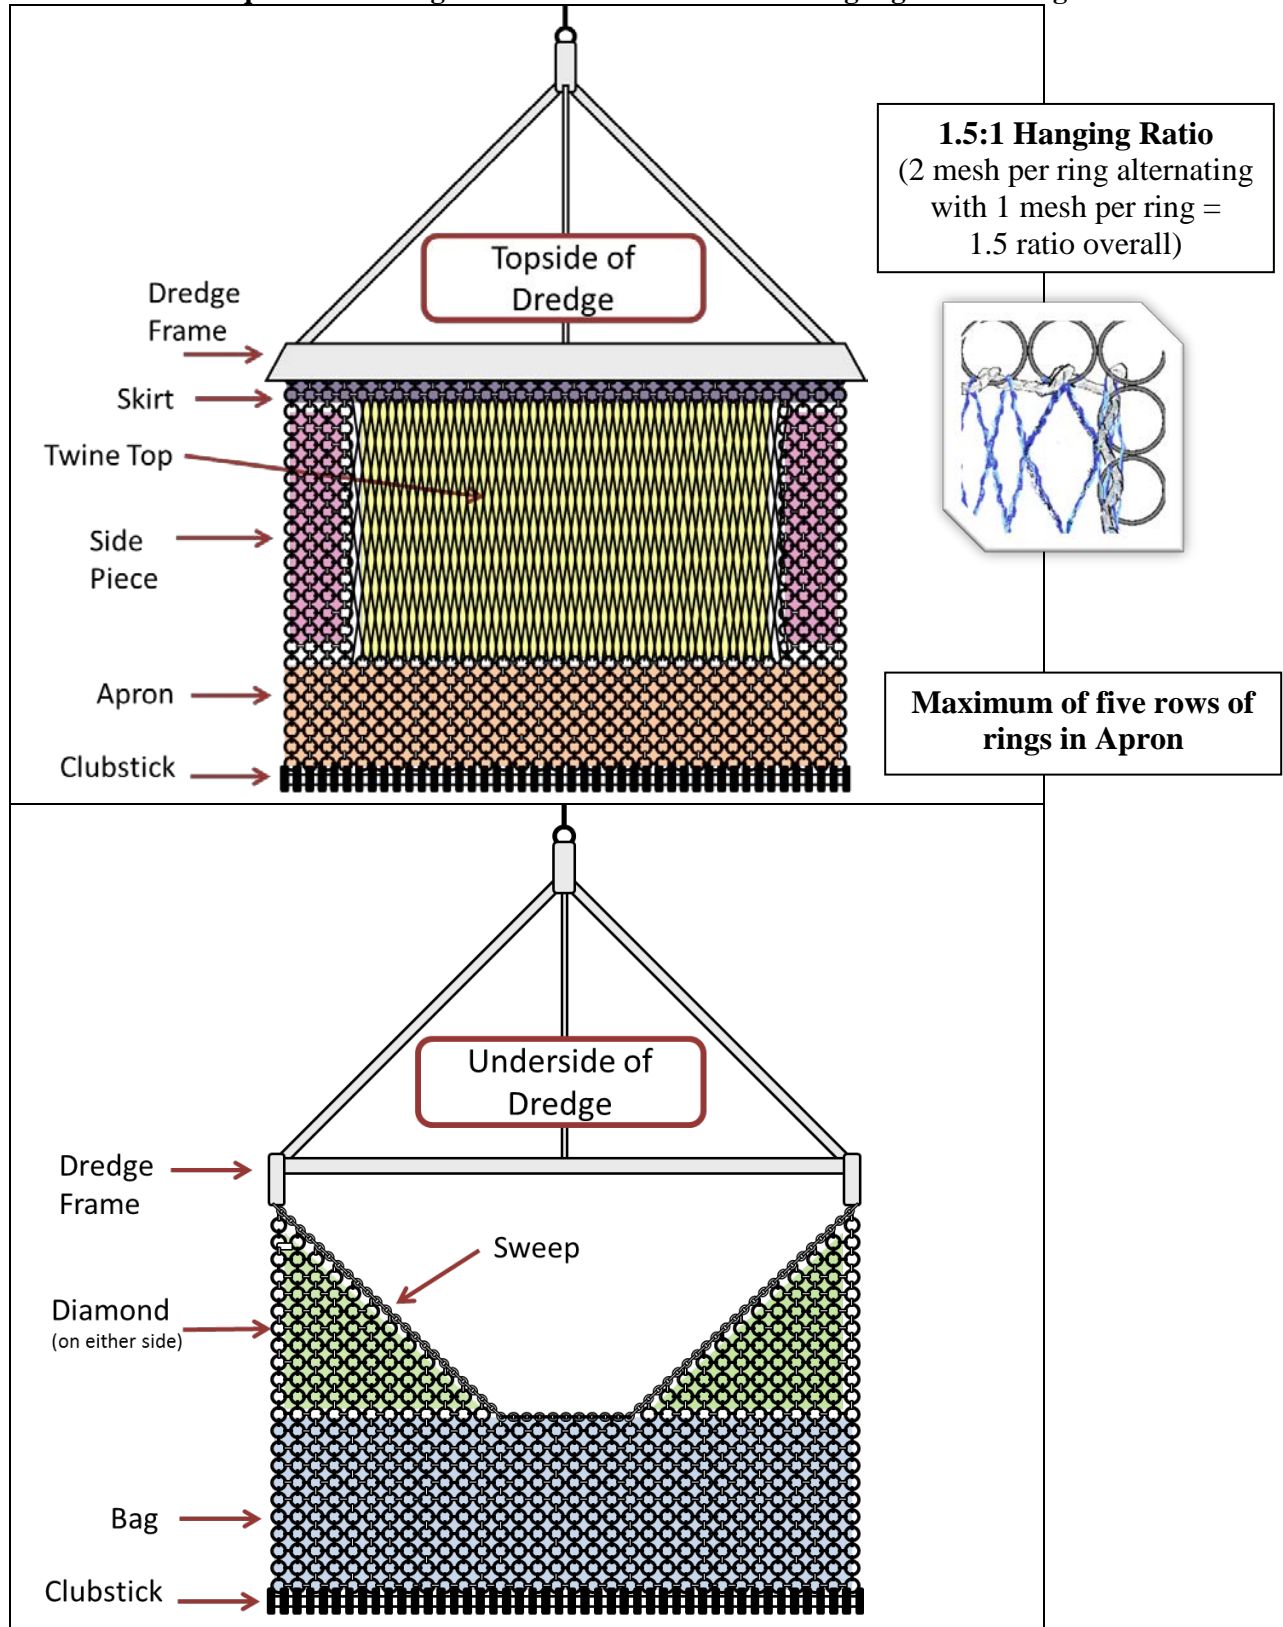 1.5:1 Hanging Ratio
(2 mesh per ring alternating
with 1 mesh per ring =
1.5 ratio overall)
Topside of
Dredge
Dredge
Frame
Skirt
Twine Top
Side
Piece
Apron
Maximum of five rows of
rings in Apron
Clubstick
Underside of
Dredge
Dredge
Frame
Sweep
Diamond
(on either side)
Bag
Clubstick